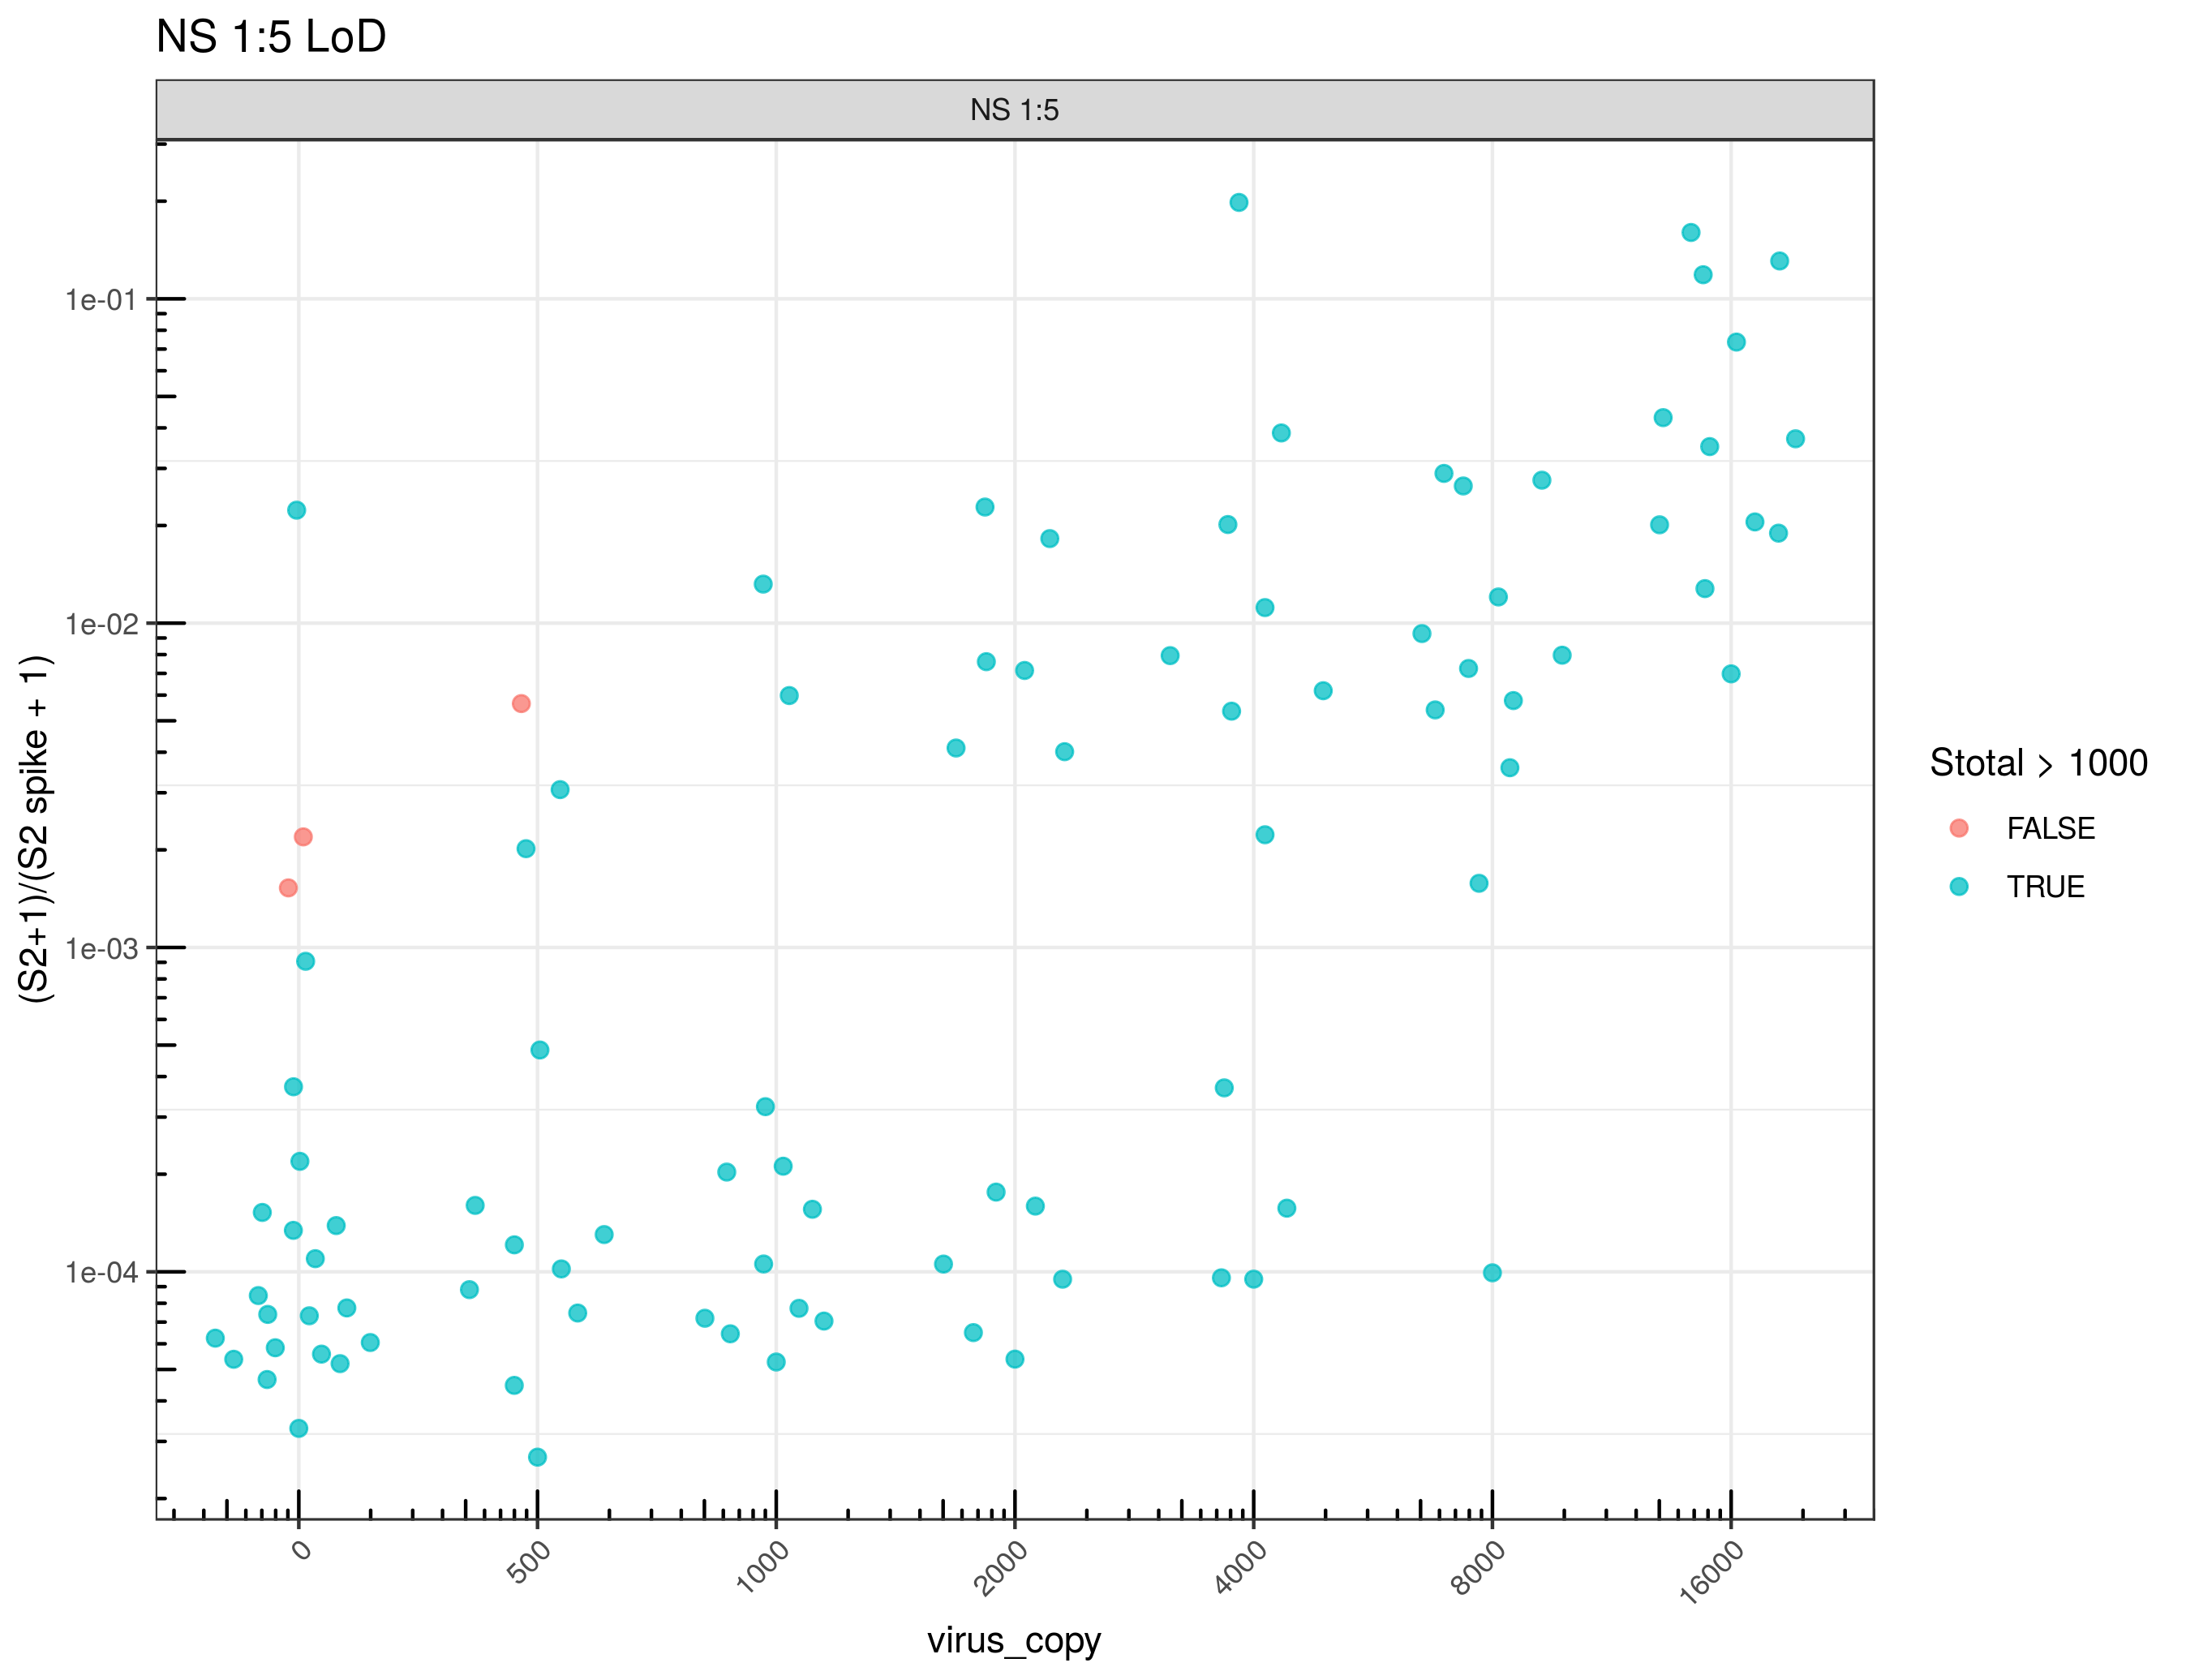 NS 1:5 LoD
NS 1:5
(S2+1)/(S2 spike + 1)
1e-01
1e-02
1e-03
1e-04
0
500
1000
2000
4000
8000
16000
virus_copy
Stotal > 1000
FALSE
TRUE